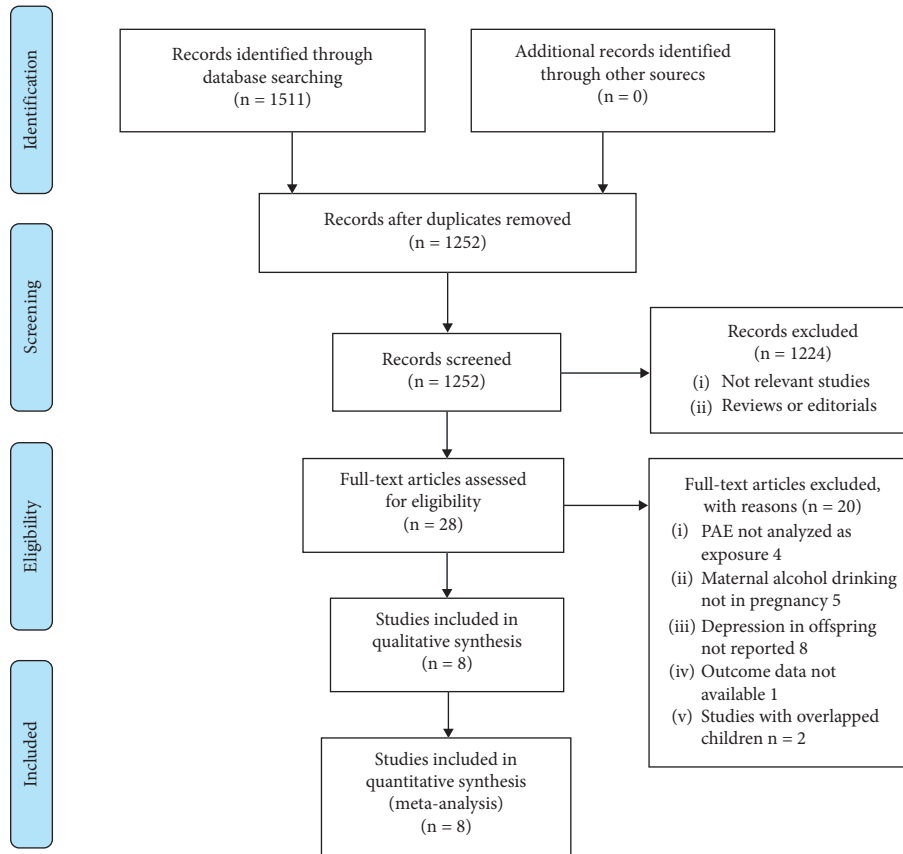 Identification
Records identified through
database searching
(n = 1511)
Additional records identified
through other sourecs
(n = 0)
Records after duplicates removed
(n = 1252)
Screening
Records screened
(n = 1252)
Records excluded
(n = 1224)
(i) Not relevant studies
(ii) Reviews or editorials
Eligibility
Full-text articles assessed
for eligibility
(n = 28)
Full-text articles excluded,
with reasons (n = 20)
(i) PAE not analyzed as
exposure 4
(ii) Maternal alcohol drinking
not in pregnancy 5
(iii) Depression in offspring
not reported 8
(iv) Outcome data not
available 1
(v) Studies with overlapped
children n = 2
Studies included in
qualitative synthesis
(n = 8)
Included
Studies included in
quantitative synthesis
(meta-analysis)
(n = 8)